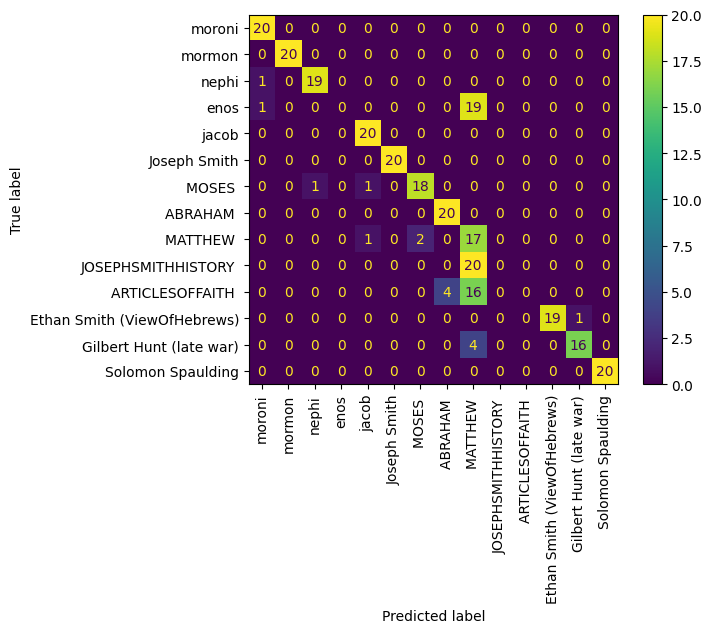 moroni 20 0 0 0 0 0 0 0 0 0 0 0 0 0
mormon 0 20 0 0 0 0 0 0 0 0 0 0 0 0
nephi 1 0 19 0 0 0 0 0 0 0 0 0 0 0
enos 1 0 0 0 0 0 0 0 19 0 0 0 0 0
jacob 0 0 0 0 20 0 0 0 0 0 0 0 0 0
Joseph Smith 0 0 0 0 0 20 0 0 0 0 0 0 0 0
MOSES 0 0 1 0 1 0 18 0 0 0 0 0 0 0
ABRAHAM 0 0 0 0 0 0 0 20 0 0 0 0 0 0
MATTHEW 0 0 0 0 1 0 2 0 17 0 0 0 0 0
JOSEPHSMITHHISTORY 0 0 0 0 0 0 0 0 20 0 0 0 0 0
ARTICLESOFFAITH 0 0 0 0 0 0 0 4 16 0 0 0 0 0
Ethan Smith (ViewOfHebrews) 0 0 0 0 0 0 0 0 0 0 0 19 1 0
Gilbert Hunt (late war) 0 0 0 0 0 0 0 0 4 0 0 0 16 0
Solomon Spaulding 0 0 0 0 0 0 0 0 0 0 0 0 0 20
True label
moroni
mormon
nephi
enos
jacob
Joseph Smith
MOSES
ABRAHAM
MATTHEW
JOSEPHSMITHHISTORY
ARTICLESOFFAITH
Ethan Smith (ViewOfHebrews)
Gilbert Hunt (late war)
Solomon Spaulding
Predicted label
20.0
17.5
15.0
12.5
10.0
7.5
5.0
2.5
0.0